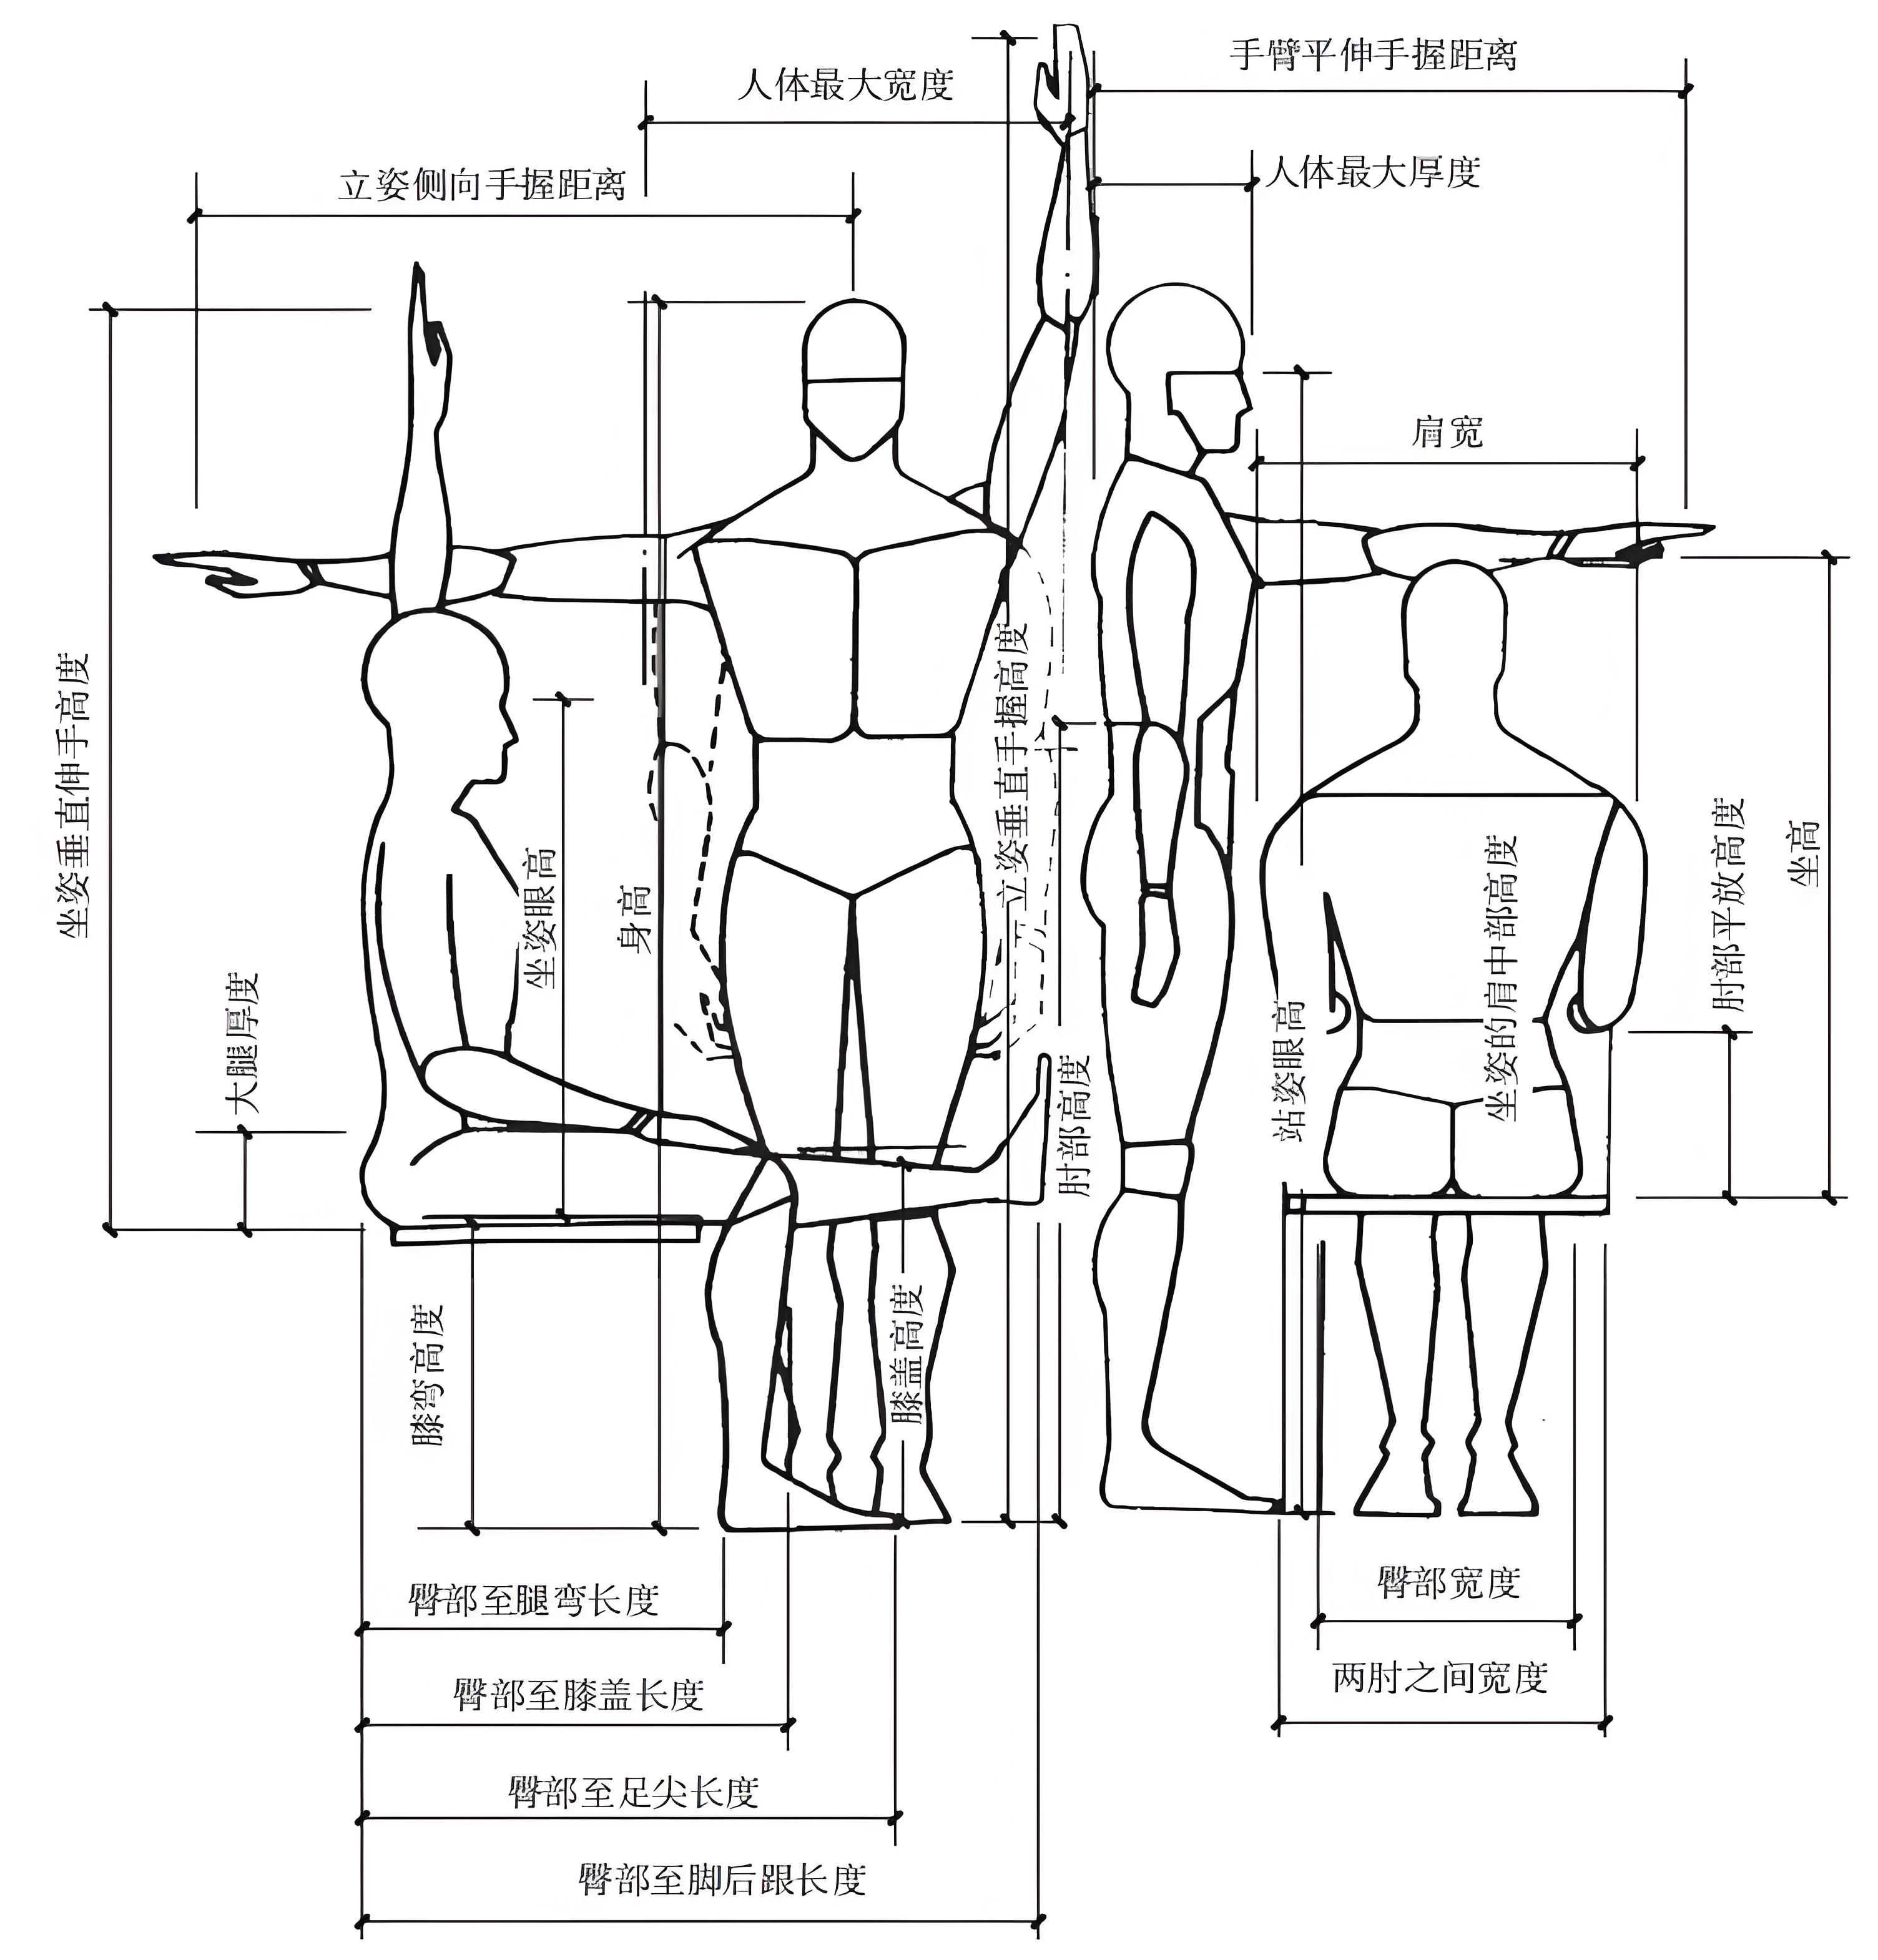 手臂平伸手握距离
人体最大宽度
人体最大厚度
立姿侧向手握距离
肩宽
坐姿垂直伸手高度
大腿厚度
坐姿眼高
身高
立姿垂直手握高度
肘部高度
站姿眼高
坐姿的肩中部高度
肘部平放高度
坐高
膝弯高度
膝盖高度
臀部至腿弯长度
臀部宽度
臀部至膝盖长度
两肘之间宽度
臀部至足尖长度
臀部至脚后跟长度